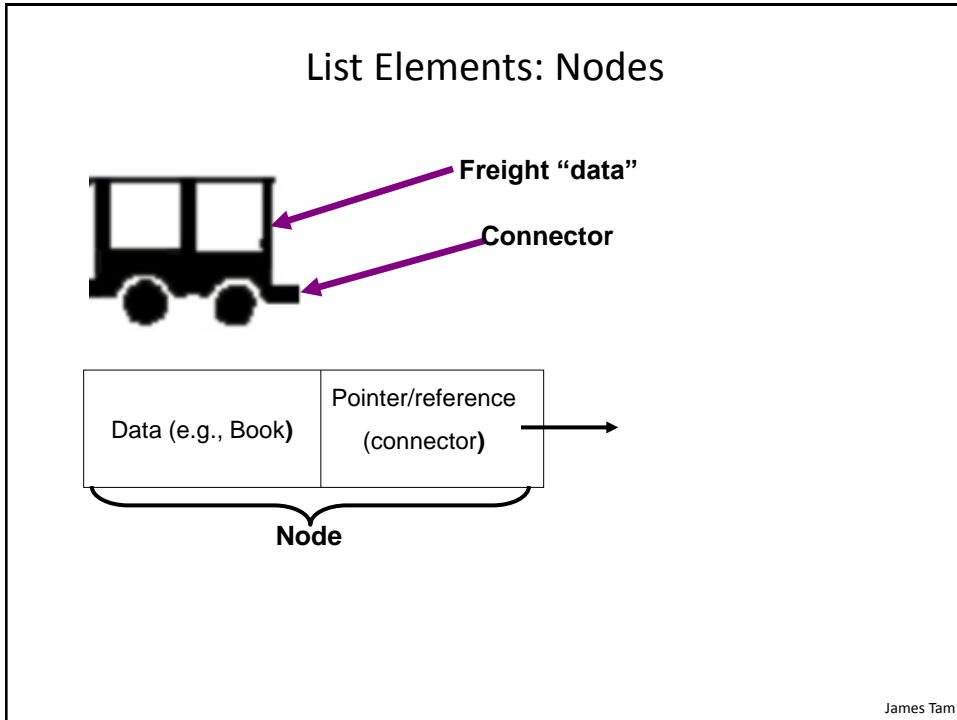 List Elements: Nodes
Freight “data”
Connector
Data (e.g., Book)
Pointer/reference
(connector)
Node
James Tam